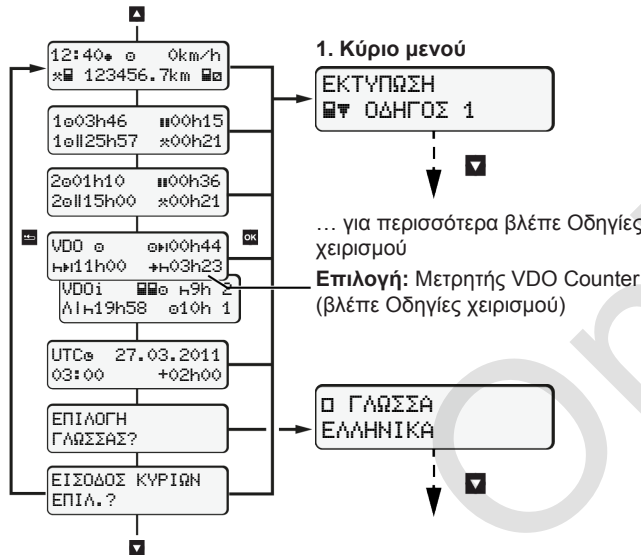 12:40● ⊙ 0km/h
123456.7km
1⊙03h46 00h15
1⊙II25h57 00h21
2⊙01h10 00h36
2⊙II15h00 00h21
VDO ⊙ ⊙00h44
11h00 03h23
VDOi ⊙ 9h 2
19h58 ⊙10h 1
UTC 27.03.2011
03:00 +02h00
ΕΠΙΛΟΓΗ
ΓΛΩΣΣΑΣ?
ΕΙΣΟΔΟΣ ΚΥΡΙΩΝ
ΕΠΙΛ.?
OK
1. Κύριο μενού
ΕΚΤΥΠΩΣΗ
ΟΔΗΓΟΣ 1
… για περισσότερα βλέπε Οδηγίες
χειρισμού
Επιλογή: Μετρητής VDO Counter
(βλέπε Οδηγίες χειρισμού)
ΓΛΩΣΣΑ
ΕΛΛΗΝΙΚΑ